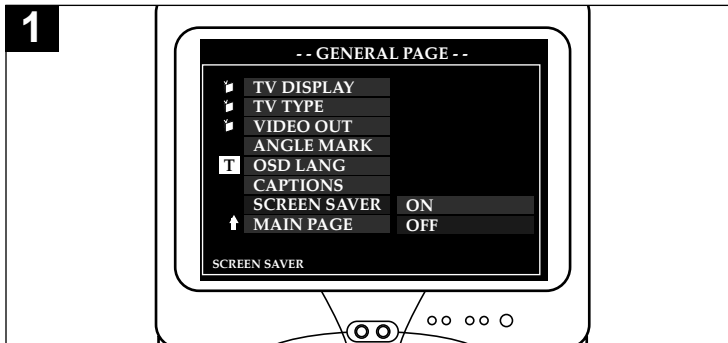 1
- - GENERAL PAGE - -
TV DISPLAY
TV TYPE
VIDEO OUT
ANGLE MARK
T OSD LANG
CAPTIONS
SCREEN SAVER ON
MAIN PAGE OFF
SCREEN SAVER